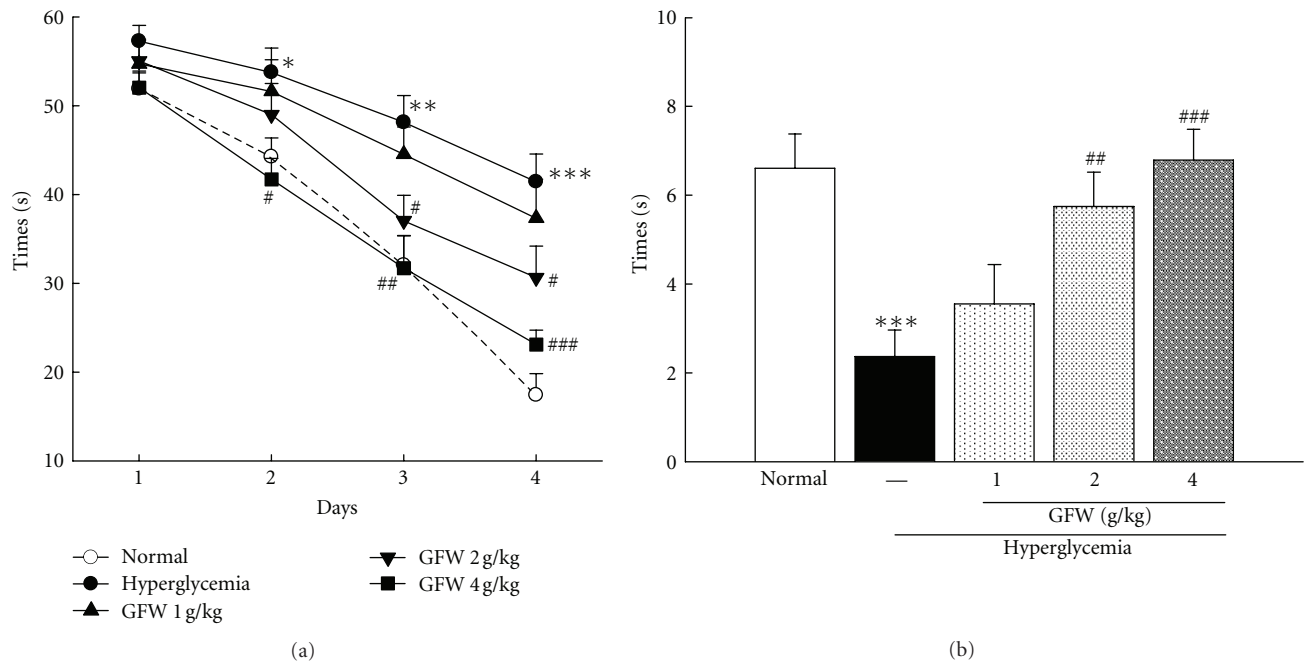 60
50
40
30
20
10
Times (s)
*
**
***
#
#
##
#
###
1 2 3 4
Days
Normal
Hyperglycemia
GFW 1 g/kg
GFW 2 g/kg
GFW 4 g/kg
(a)
10
8
6
4
2
0
Times (s)
***
##
###
Normal — 1 2 4
GFW (g/kg)
Hyperglycemia
(b)